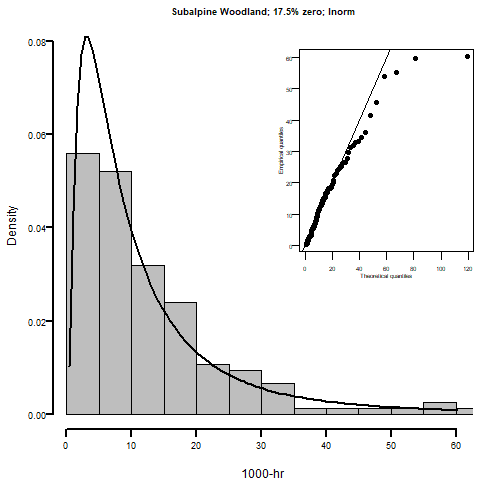 Subalpine Woodland; 17.5% zero; lnorm
0.08
0.06
0.04
0.02
0.00
Density
0 10 20 30 40 50 60
1000-hr
60
50
40
30
20
10
0
Empirical quantiles
0 20 40 60 80 100 120
Theoretical quantiles